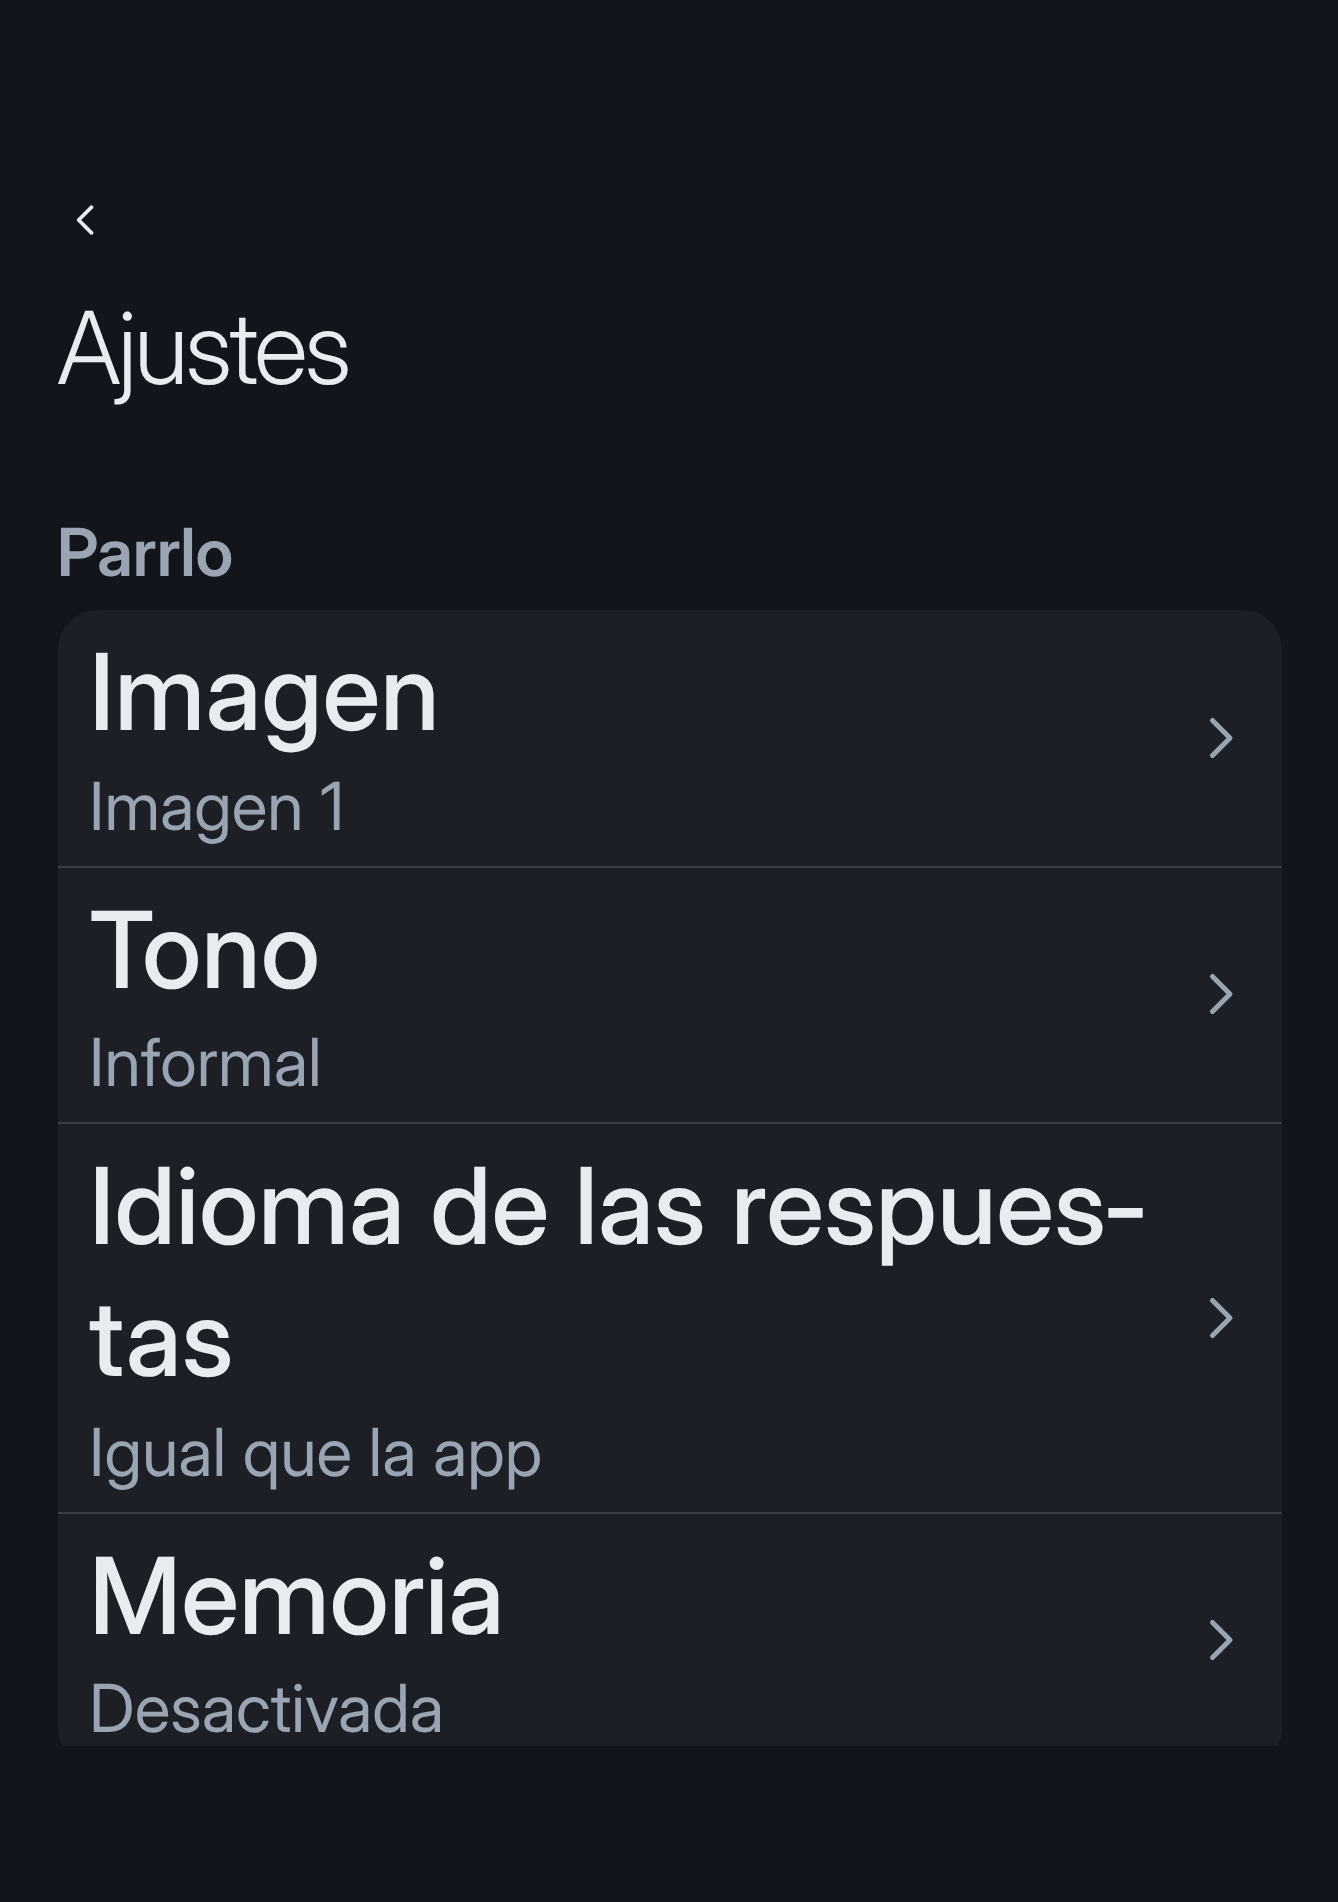 Ajustes
Parrlo
Imagen
Imagen 1
Tono
Informal
Idioma de las respues-
tas
Igual que la app
Memoria
Desactivada